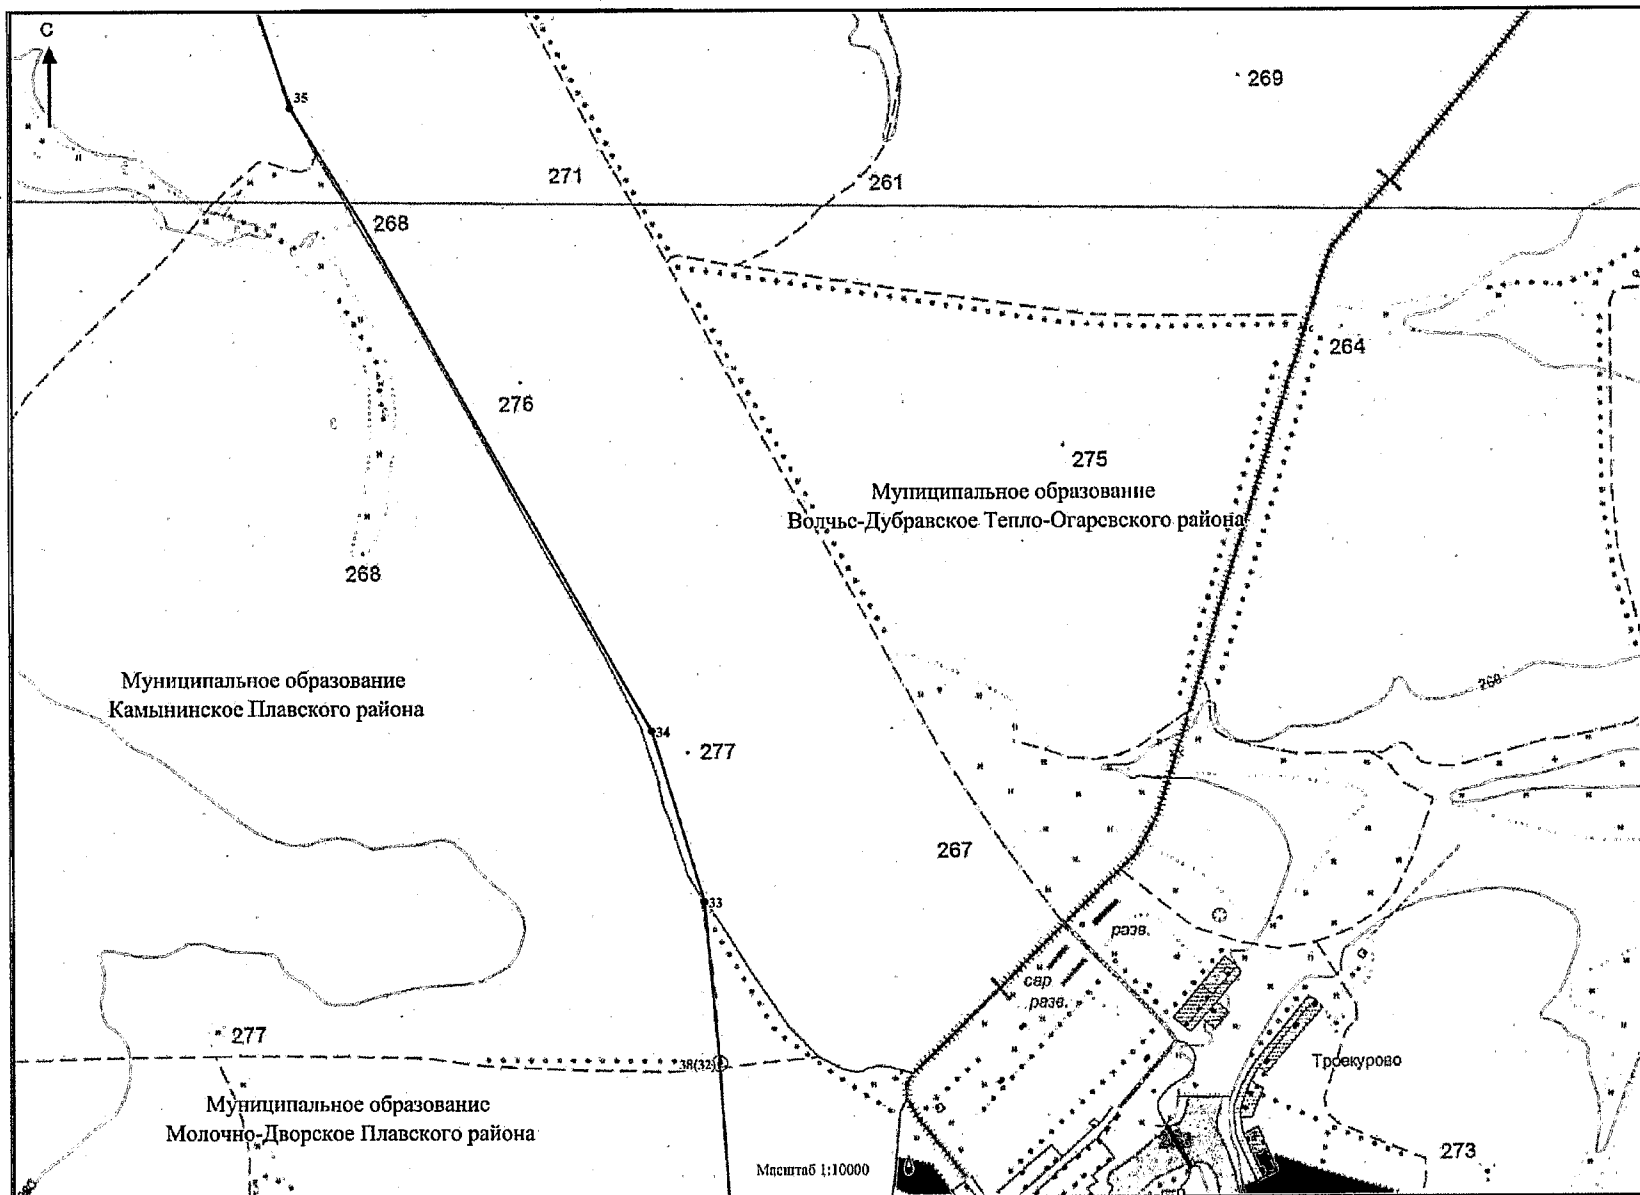 С
35
269
271
261
268
264
276
275
Муниципальное образование
Волчье-Дубравское Тепло-Огаревского района
268
Муниципальное образование
Камынинское Плавского района
260
34
277
267
33
разв.
сар
разв.
277
38(32)
Троекурово
Муниципальное образование
Молочно-Дворское Плавского района
273
Масштаб 1:10000